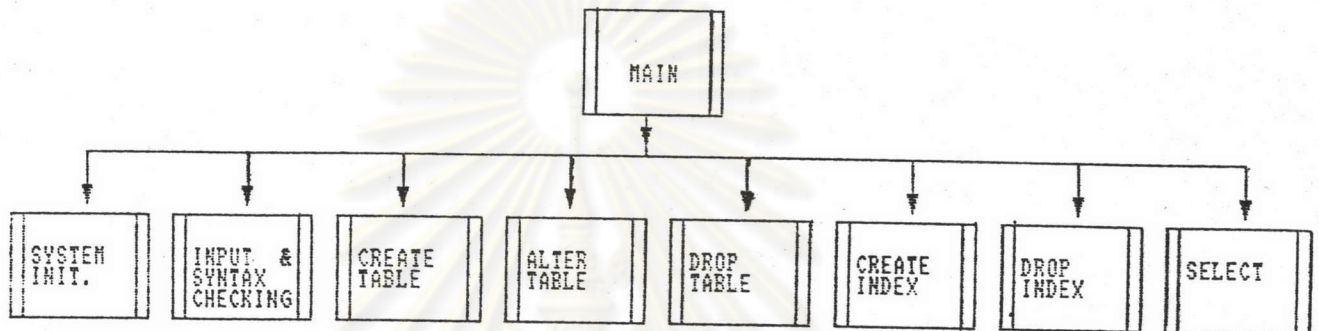 MAIN
SYSTEM
INIT.
INPUT &
SYNTAX
CHECKING
CREATE
TABLE
ALTER
TABLE
DROP
TABLE
CREATE
INDEX
DROP
INDEX
SELECT